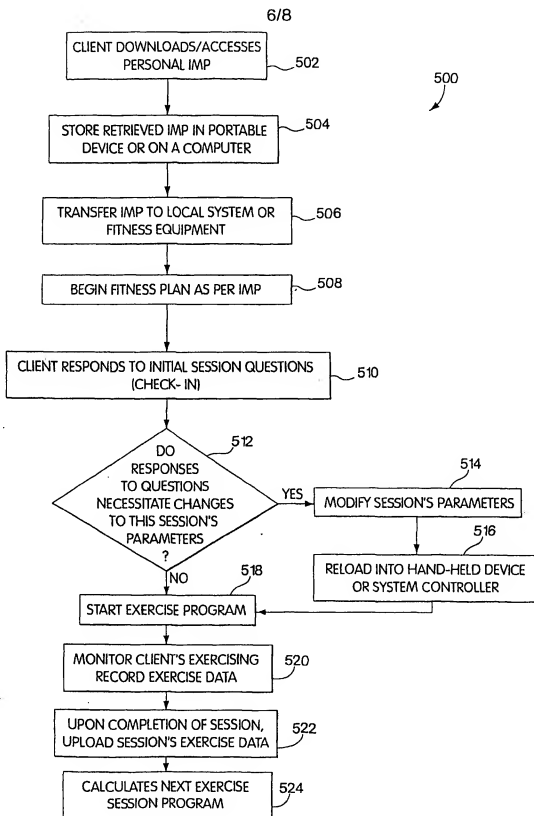 6/8
CLIENT DOWNLOADS/ACCESSES
PERSONAL IMP
502
500
STORE RETRIEVED IMP IN PORTABLE
DEVICE OR ON A COMPUTER
504
TRANSFER IMP TO LOCAL SYSTEM OR
FITNESS EQUIPMENT
506
BEGIN FITNESS PLAN AS PER IMP
508
CLIENT RESPONDS TO INITIAL SESSION QUESTIONS
(CHECK- IN)
510
512
DO
RESPONSES
TO QUESTIONS
NECESSITATE CHANGES
TO THIS SESSION'S
PARAMETERS
?
YES
514
MODIFY SESSION'S PARAMETERS
516
RELOAD INTO HAND-HELD DEVICE
OR SYSTEM CONTROLLER
NO
518
START EXERCISE PROGRAM
MONITOR CLIENT'S EXERCISING
RECORD EXERCISE DATA
520
UPON COMPLETION OF SESSION,
UPLOAD SESSION'S EXERCISE DATA
522
CALCULATES NEXT EXERCISE
SESSION PROGRAM
524